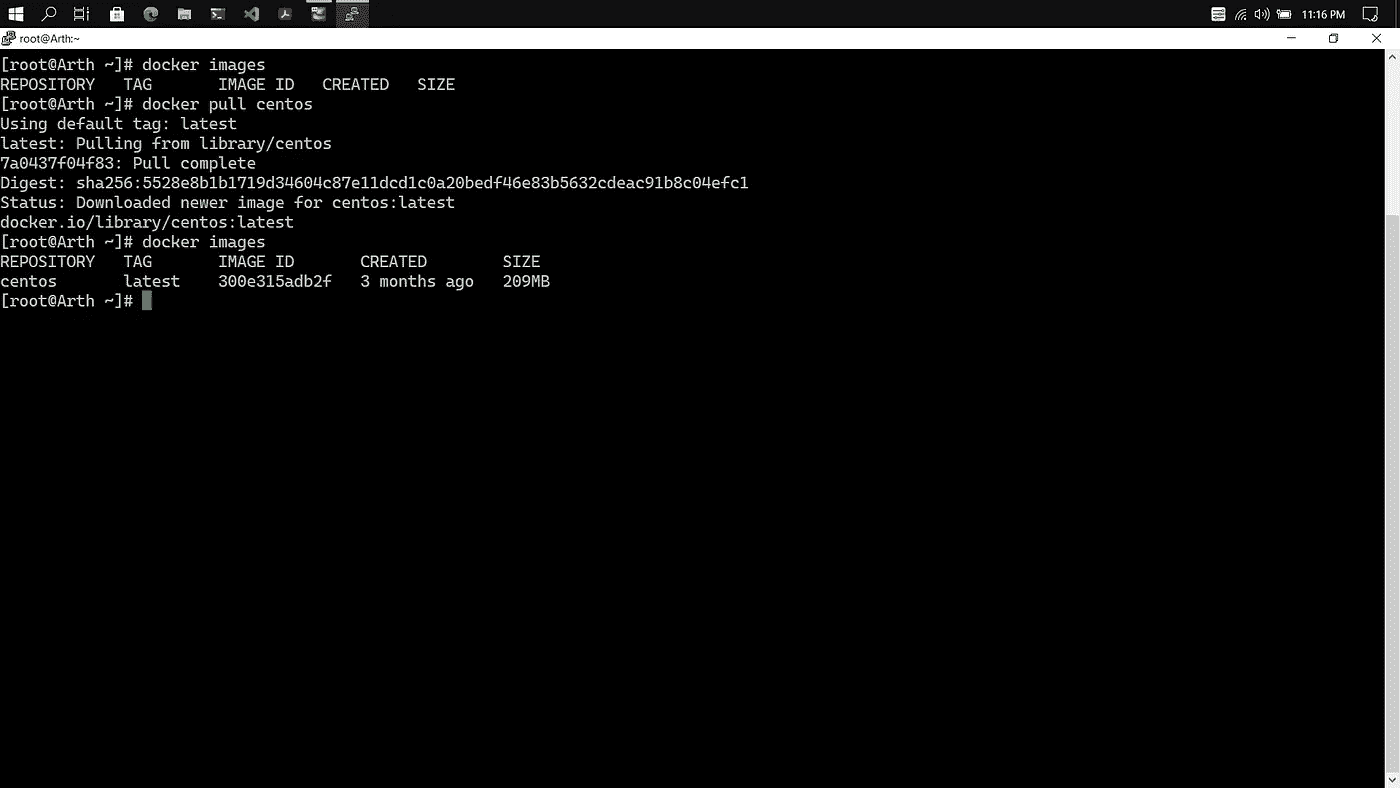 11:16 PM
root@Arth:~
[root@Arth ~]# docker images
REPOSITORY   TAG       IMAGE ID   CREATED   SIZE
[root@Arth ~]# docker pull centos
Using default tag: latest
latest: Pulling from library/centos
7a0437f04f83: Pull complete
Digest: sha256:5528e8b1b1719d34604c87e11dcd1c0a20bedf46e83b5632cdeac91b8c04efc1
Status: Downloaded newer image for centos:latest
docker.io/library/centos:latest
[root@Arth ~]# docker images
REPOSITORY   TAG       IMAGE ID       CREATED        SIZE
centos       latest    300e315adb2f   3 months ago   209MB
[root@Arth ~]#